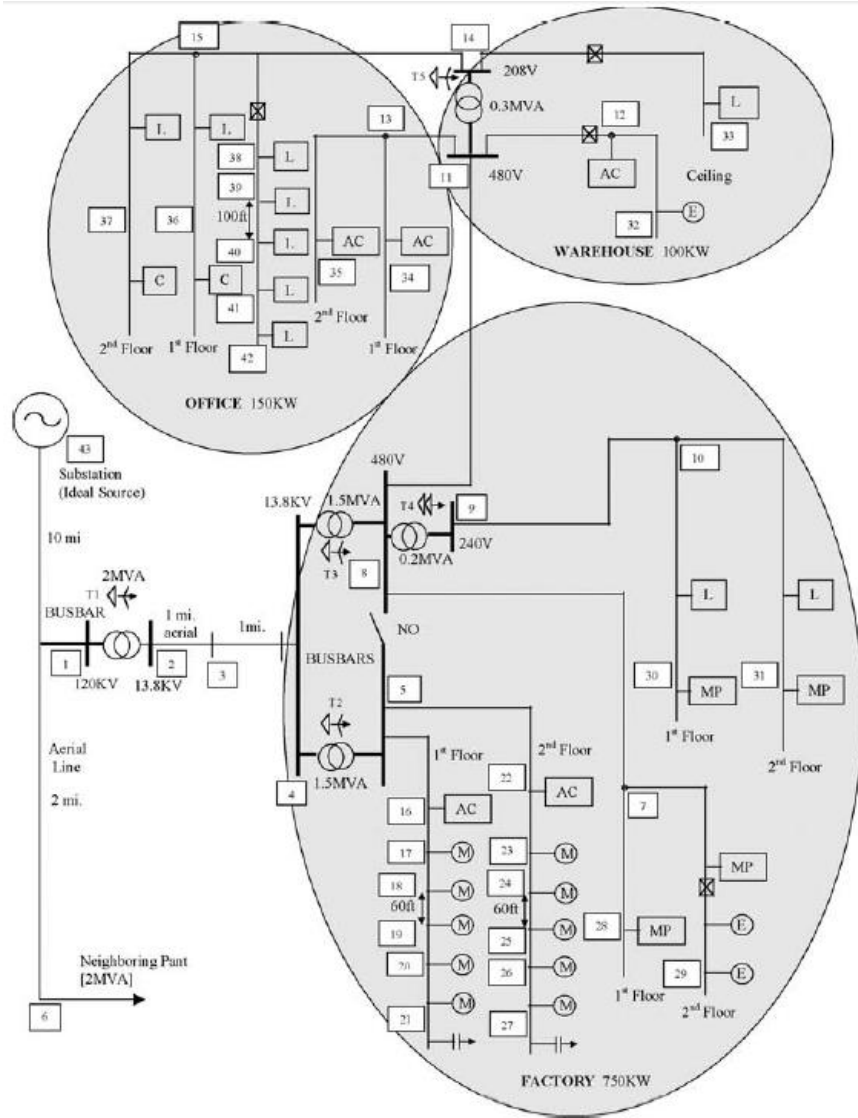 15
14
T5
208V
0.3MVA
12
L
33
L
L
38
L
13
11
480V
AC
Ceiling
39
L
37
36
100ft
40
L
AC
AC
32
E
WAREHOUSE 100KW
C
C
41
L
35
34
2nd Floor
1st Floor
42
L
2nd Floor
1st Floor
OFFICE 150KW
43
Substation
(Ideal Source)
480V
13.8KV
1.5MVA
T4
9
10
10 mi
T3
8
0.2MVA
240V
T1
2MVA
BUSBAR
1 mi.
aerial
1mi.
NO
L
L
1
120KV
2
13.8KV
3
BUSBARS
5
30
MP
31
MP
T2
1st Floor
2nd Floor
1st Floor
2nd Floor
Aerial
Line
2 mi.
4
1.5MVA
22
AC
7
16
AC
17
M
23
M
MP
18
M
24
M
60ft
60ft
19
M
25
M
28
MP
E
20
M
26
M
29
E
Neighboring Pant
[2MVA]
21
M
27
M
1st Floor
2nd Floor
6
FACTORY 750KW